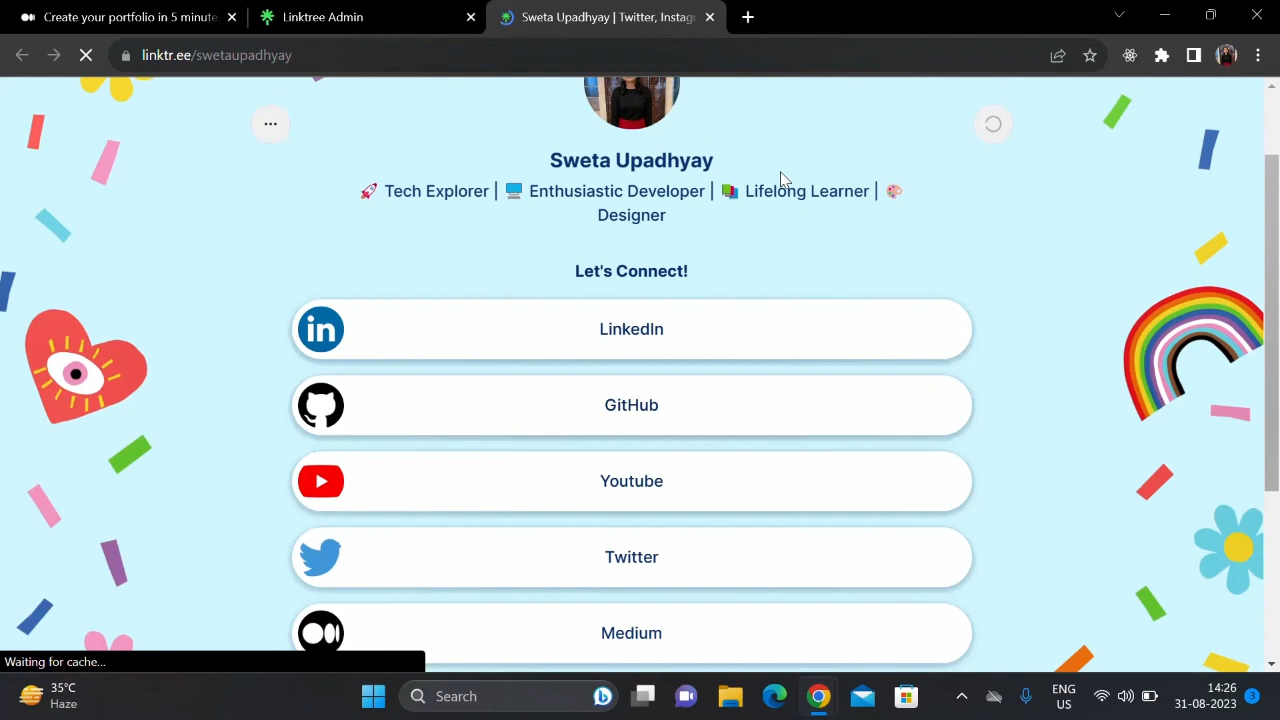 Create your portfolio in 5 minute
Linktree Admin
Sweta Upadhyay | Twitter, Instag
linktr.ee/swetaupadhyay
...
Sweta Upadhyay
🚀 Tech Explorer | 🖥️ Enthusiastic Developer | 📚 Lifelong Learner | 🎨
Designer
Let's Connect!
in LinkedIn
GitHub
Youtube
Twitter
Medium
Waiting for cache...
35°C
Haze
Search
ENG
US
14:26
31-08-2023
3